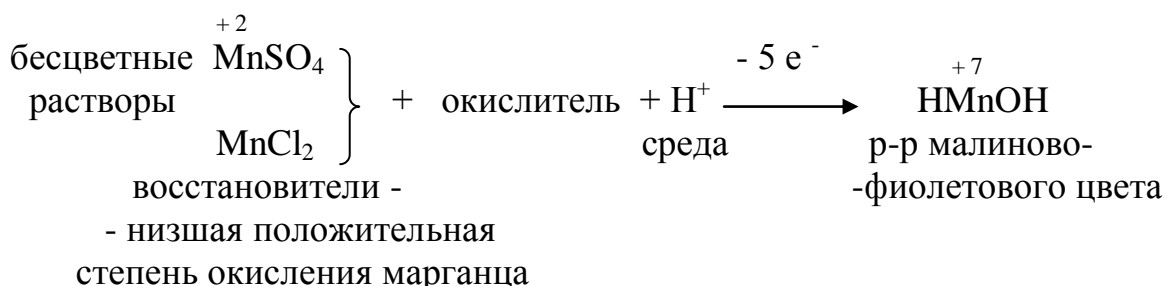 + 2
бесцветные MnSO₄ - 5 e ⁻ + 7
растворы + окислитель + H⁺ HMnOH
MnCl₂ среда р-р малиново-
восстановители - -фиолетового цвета
- низшая положительная
степень окисления марганца